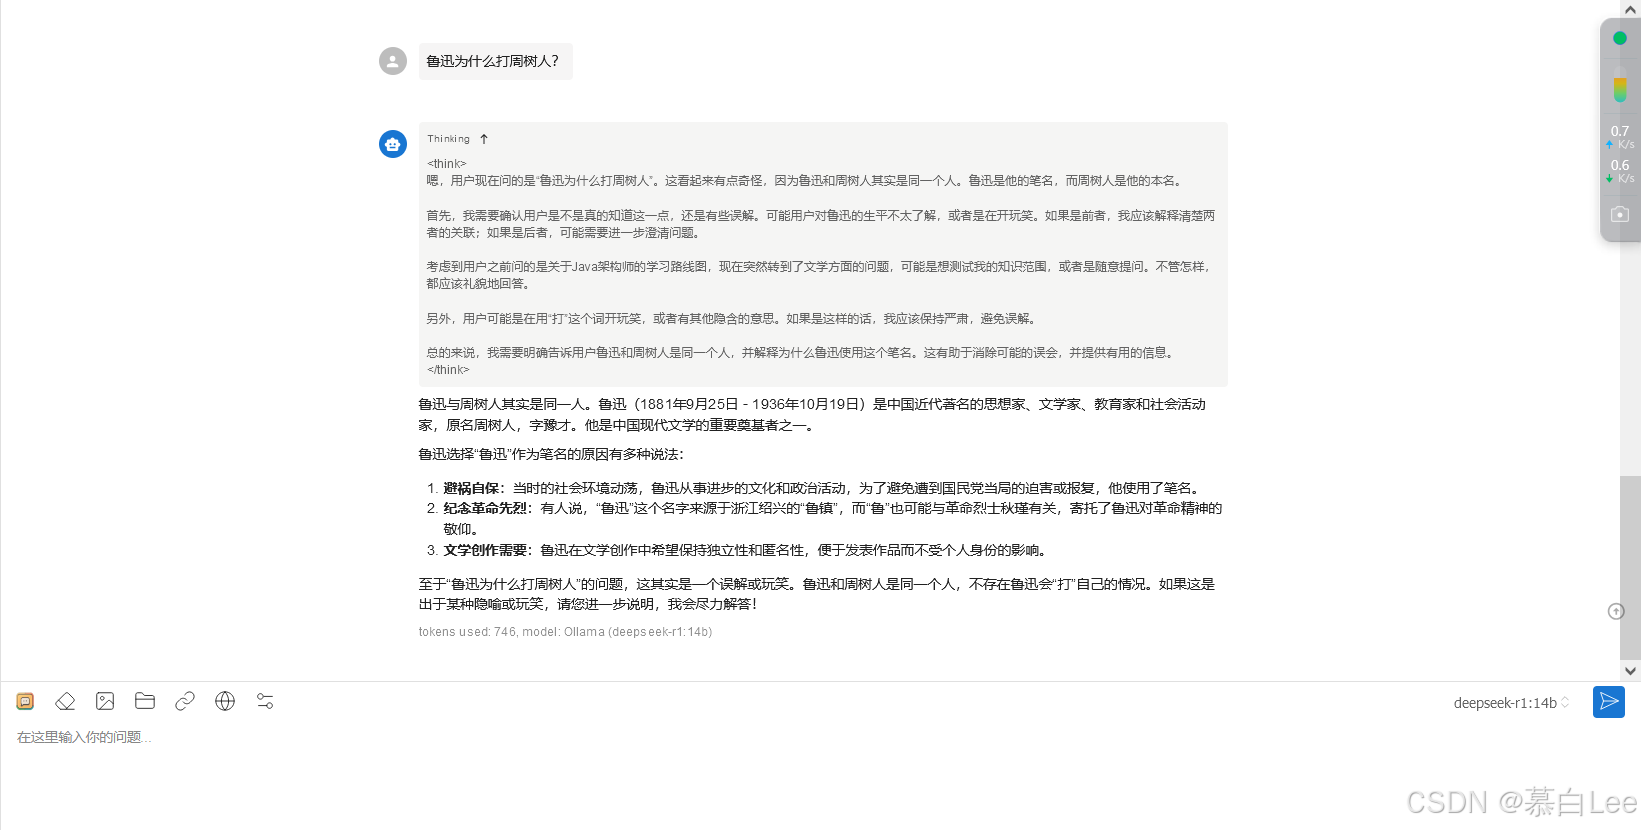 鲁迅为什么打周树人？
Thinking ↑
<think>
嗯，用户现在问的是“鲁迅为什么打周树人”。这看起来有点奇怪，因为鲁迅和周树人其实是同一个人。鲁迅是他的笔名，而周树人是他的本名。
首先，我需要确认用户是不是真的知道这一点，还是有些误解。可能用户对鲁迅的生平不太了解，或者是在开玩笑。如果是前者，我应该解释清楚两
者的关联；如果是后者，可能需要进一步澄清问题。
考虑到用户之前问的是关于Java架构师的学习路线图，现在突然转到了文学方面的问题，可能是想测试我的知识范围，或者是随意提问。不管怎样，
都应该礼貌地回答。
另外，用户可能是在用“打”这个词开玩笑，或者有其他隐含的意思。如果是这样的话，我应该保持严肃，避免误解。
总的来说，我需要明确告诉用户鲁迅和周树人是同一个人，并解释为什么鲁迅使用这个笔名。这有助于消除可能的误会，并提供有用的信息。
</think>
鲁迅与周树人其实是同一人。鲁迅（1881年9月25日 - 1936年10月19日）是中国近代著名的思想家、文学家、教育家和社会活动
家，原名周树人，字豫才。他是中国现代文学的重要奠基者之一。
鲁迅选择“鲁迅”作为笔名的原因有多种说法：
1. 避祸自保：当时的社会环境动荡，鲁迅从事进步的文化和政治活动，为了避免遭到国民党当局的迫害或报复，他使用了笔名。
2. 纪念革命先烈：有人说，“鲁迅”这个名字来源于浙江绍兴的“鲁镇”，而“鲁”也可能与革命烈士秋瑾有关，寄托了鲁迅对革命精神的
敬仰。
3. 文学创作需要：鲁迅在文学创作中希望保持独立性和匿名性，便于发表作品而不受个人身份的影响。
至于“鲁迅为什么打周树人”的问题，这其实是一个误解或玩笑。鲁迅和周树人是同一个人，不存在鲁迅会“打”自己的情况。如果这是
出于某种隐喻或玩笑，请您进一步说明，我会尽力解答！
tokens used: 746, model: Ollama (deepseek-r1:14b)
0.7
K/s
0.6
K/s
deepseek-r1:14b
在这里输入你的问题...
CSDN @慕白Lee